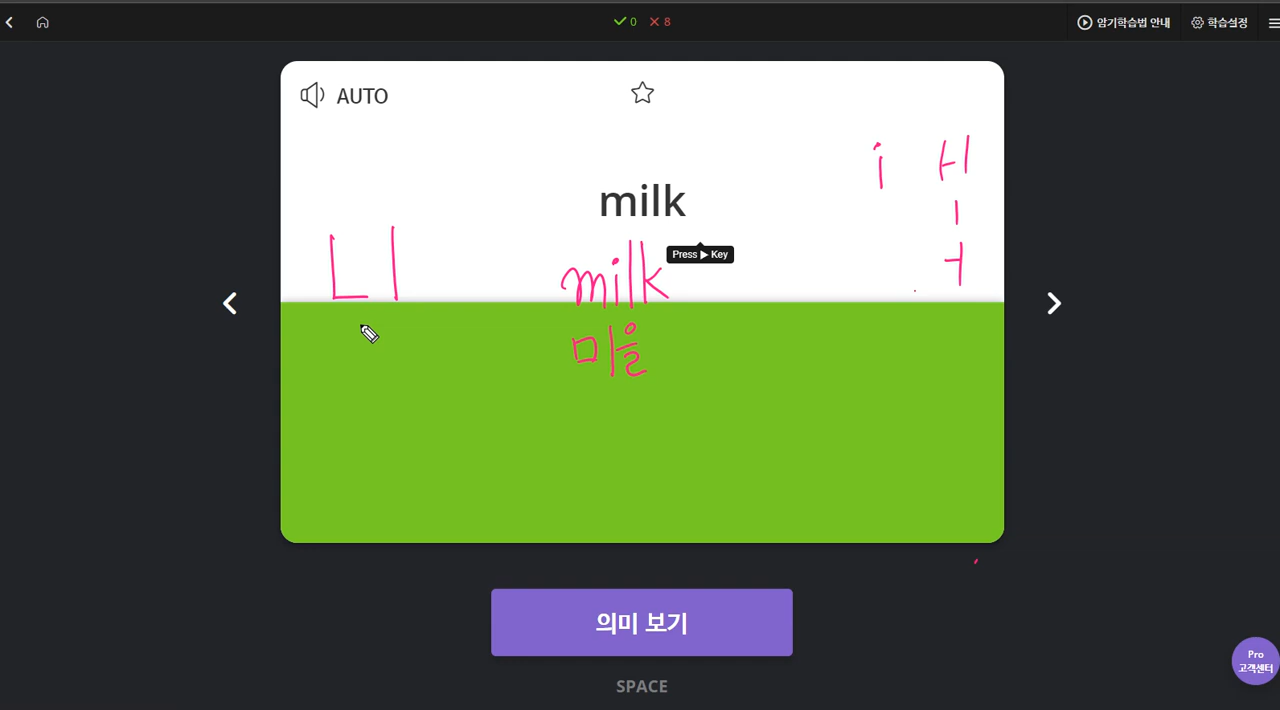 0 8 암기학습법 안내 학습설정
AUTO
milk
Press ▶ Key
i ㅐ
ㅣ
ㅓ
L l
milk
미을
의미 보기
SPACE
Pro
고객센터